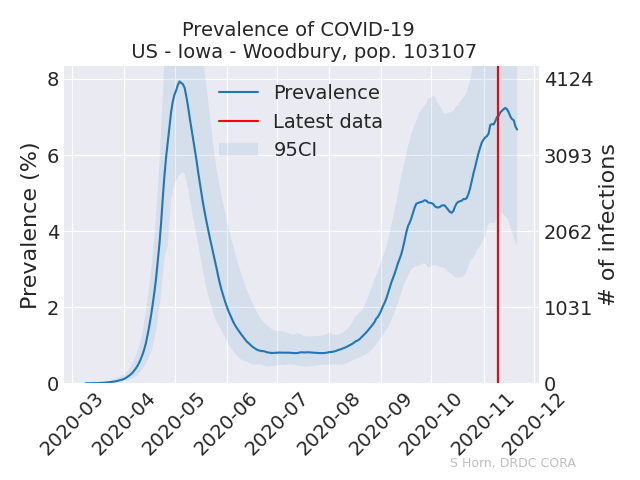 Prevalence of COVID-19
US - Iowa - Woodbury, pop. 103107
Prevalence
Latest data
95CI
Prevalence (%)
8
6
4
2
0
4124
3093
2062
1031
0
# of infections
2020-03
2020-04
2020-05
2020-06
2020-07
2020-08
2020-09
2020-10
2020-11
2020-12
S Horn, DRDC CORA